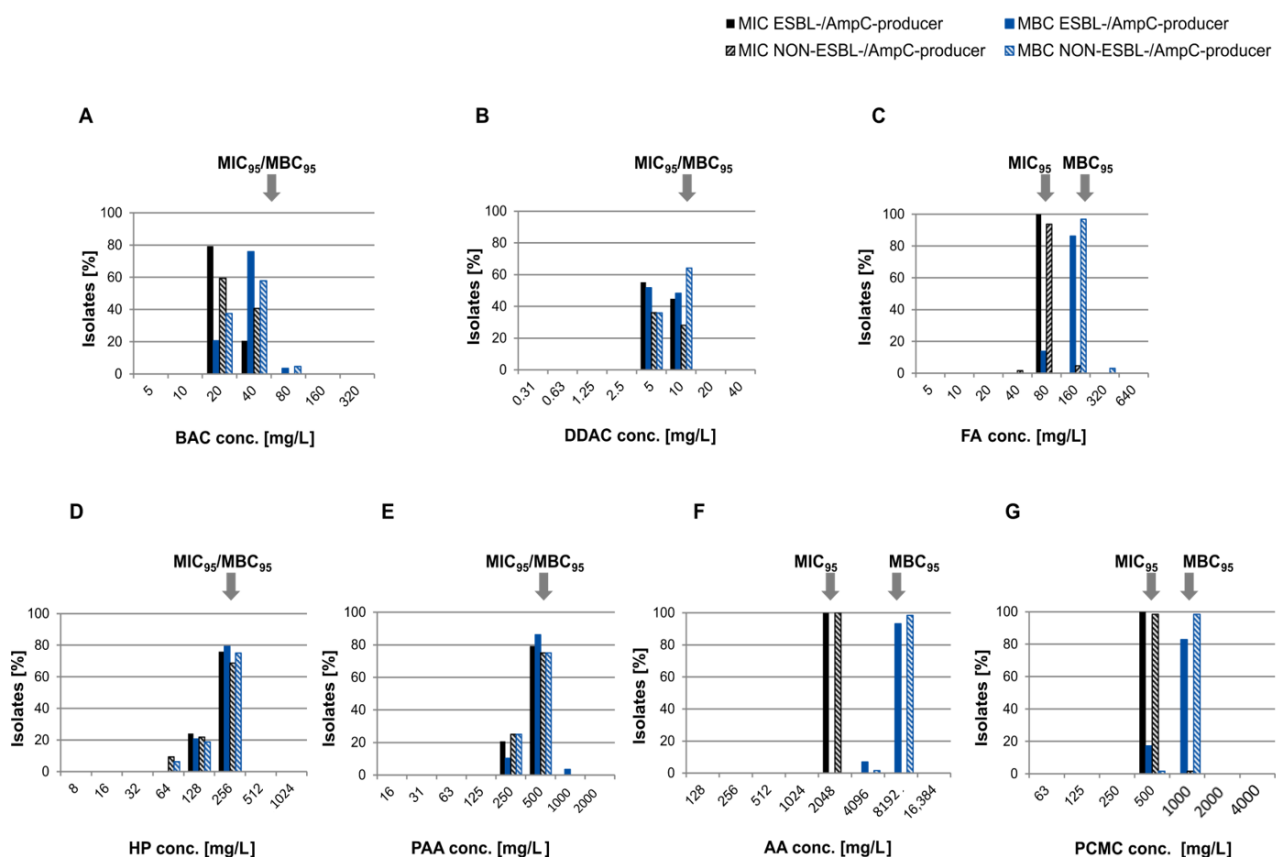 MIC ESBL-/AmpC-producer MBC ESBL-/AmpC-producer
MIC NON-ESBL-/AmpC-producer MBC NON-ESBL-/AmpC-producer
A
MIC95/MBC95
Isolates [%]
100
80
60
40
20
0
5 10 20 40 80 160 320
BAC conc. [mg/L]
B
MIC95/MBC95
Isolates [%]
100
80
60
40
20
0
0.31 0.63 1.25 2.5 5 10 20 40
DDAC conc. [mg/L]
C
MIC95 MBC95
Isolates [%]
100
80
60
40
20
0
5 10 20 40 80 160 320 640
FA conc. [mg/L]
D
MIC95/MBC95
Isolates [%]
100
80
60
40
20
0
8 16 32 64 128 256 512 1024
HP conc. [mg/L]
E
MIC95/MBC95
Isolates [%]
100
80
60
40
20
0
16 31 63 125 250 500 1000 2000
PAA conc. [mg/L]
F
MIC95 MBC95
Isolates [%]
100
80
60
40
20
0
128 256 512 1024 2048 4096 8192 . 16.384
AA conc. [mg/L]
G
MIC95 MBC95
Isolates [%]
100
80
60
40
20
0
63 125 250 500 1000 2000 4000
PCMC conc. [mg/L]